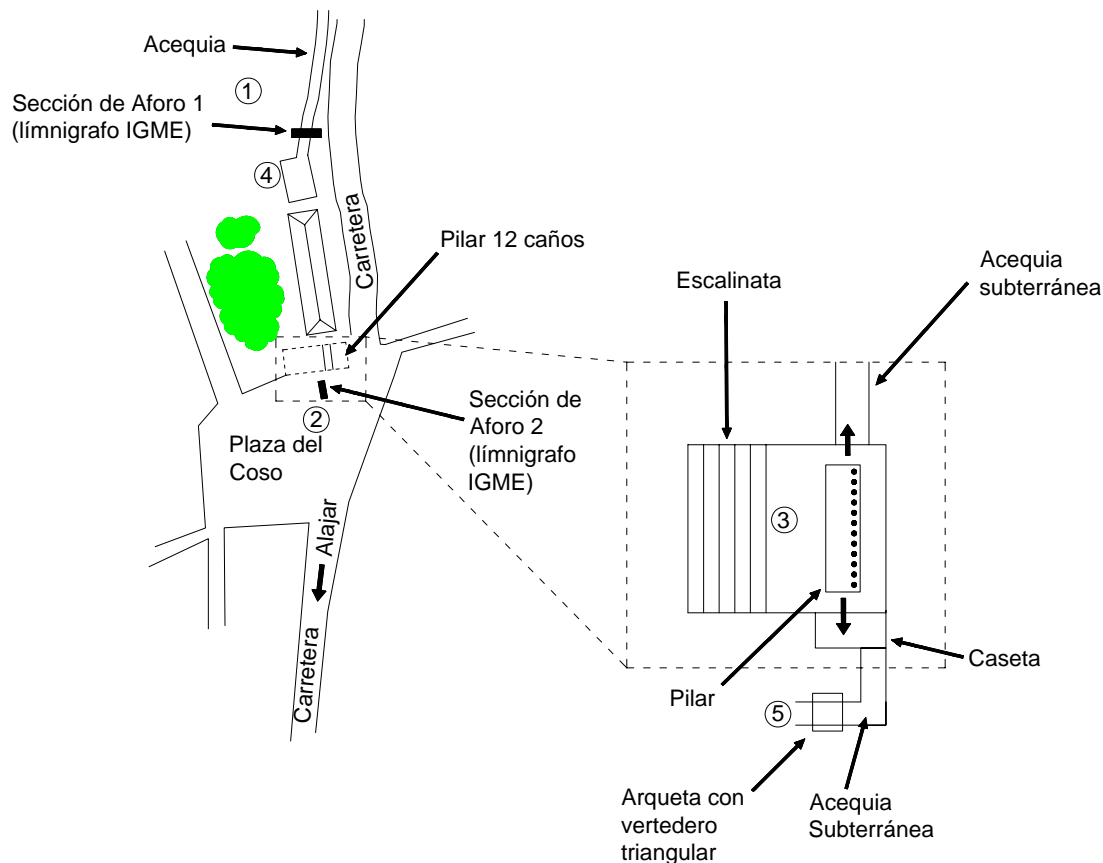 Acequia
1
Sección de Aforo 1
(límnigrafo IGME)
4
Carretera
Pilar 12 caños
Sección de
Aforo 2
(límnigrafo
IGME)
2
Plaza del
Coso
Alajar
Carretera
Escalinata
Acequia
subterránea
3
Caseta
Pilar
5
Arqueta con
vertedero
triangular
Acequia
Subterránea